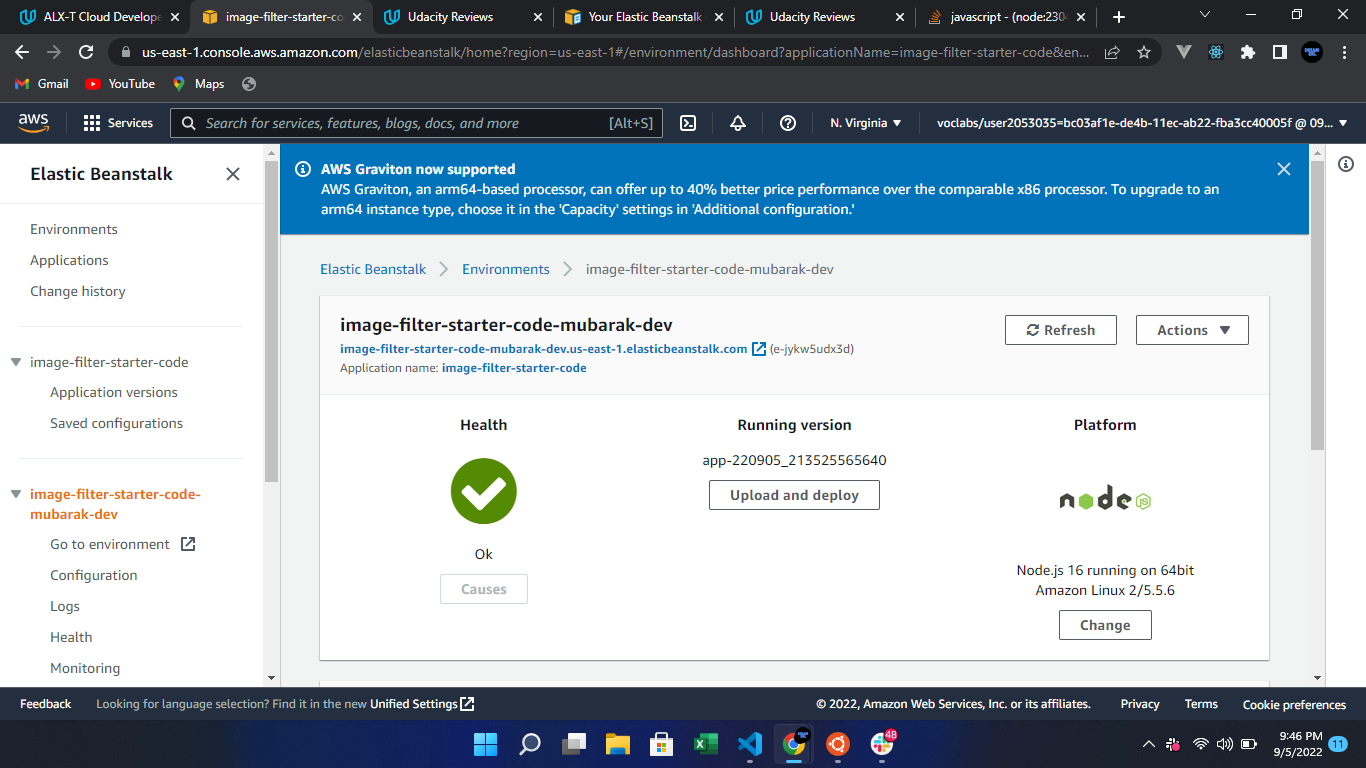 ALX-T Cloud Develope
image-filter-starter-co
Udacity Reviews
Your Elastic Beanstalk
Udacity Reviews
javascript - (node:2304
us-east-1.console.aws.amazon.com/elasticbeanstalk/home?region=us-east-1#/environment/dashboard?applicationName=image-filter-starter-code&en...
Gmail
YouTube
Maps
aws
Services
Search for services, features, blogs, docs, and more
[Alt+S]
N. Virginia
voclabs/user2053035=bc03af1e-de4b-11ec-ab22-fba3cc40005f @ 09...
Elastic Beanstalk
Environments
Applications
Change history
image-filter-starter-code
Application versions
Saved configurations
image-filter-starter-code-
mubarak-dev
Go to environment
Configuration
Logs
Health
Monitoring
AWS Graviton now supported
AWS Graviton, an arm64-based processor, can offer up to 40% better price performance over the comparable x86 processor. To upgrade to an
arm64 instance type, choose it in the 'Capacity' settings in 'Additional configuration.'
Elastic Beanstalk
Environments
image-filter-starter-code-mubarak-dev
image-filter-starter-code-mubarak-dev
image-filter-starter-code-mubarak-dev.us-east-1.elasticbeanstalk.com (e-jykw5udx3d)
Application name: image-filter-starter-code
Refresh
Actions
Health
Ok
Causes
Running version
app-220905_213525565640
Upload and deploy
Platform
node JS
Node.js 16 running on 64bit
Amazon Linux 2/5.5.6
Change
Feedback
Looking for language selection? Find it in the new Unified Settings
© 2022, Amazon Web Services, Inc. or its affiliates.
Privacy
Terms
Cookie preferences
48
9:46 PM
9/5/2022
11